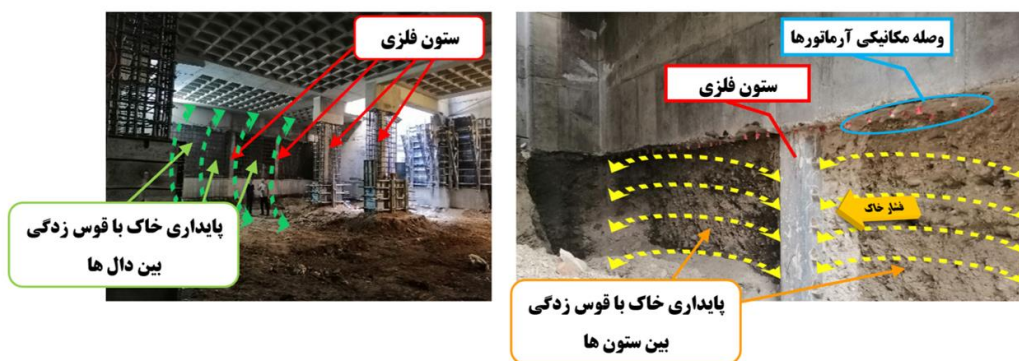 ستون فلزی
پایداری خاک با قوس زدگی
بین دال ها
وصله مکانیکی آرماتورها
ستون فلزی
فشار خاک
پایداری خاک با قوس زدگی
بین ستون ها